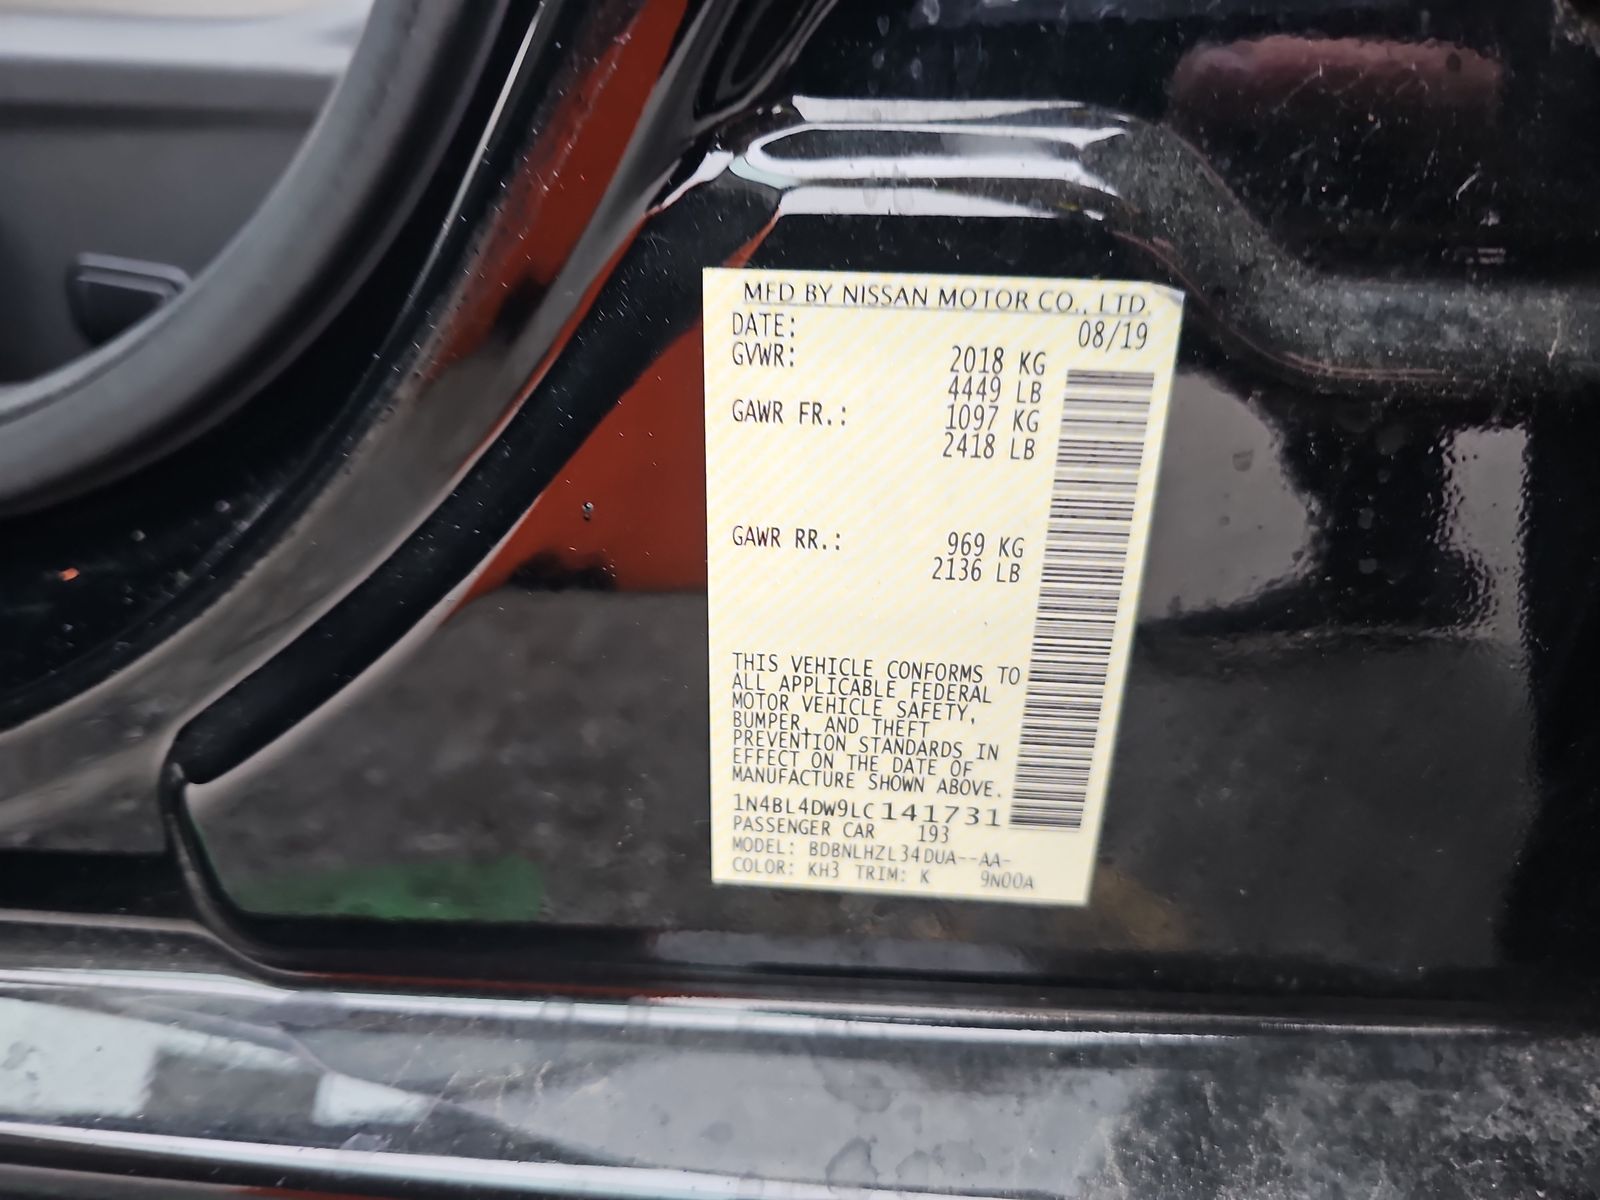 MFD BY NISSAN MOTOR CO., LTD.
DATE: 08/19
GVWR: 2018 KG
4449 LB
GAWR FR.: 1097 KG
2418 LB
GAWR RR.: 969 KG
2136 LB
THIS VEHICLE CONFORMS TO
ALL APPLICABLE FEDERAL
MOTOR VEHICLE SAFETY,
BUMPER, AND THEFT
PREVENTION STANDARDS IN
EFFECT ON THE DATE OF
MANUFACTURE SHOWN ABOVE.
1N4BL4DW9LC141731
PASSENGER CAR 193
MODEL: BDBNLHZL34DUA--AA-
COLOR: KH3 TRIM: K 9N00A